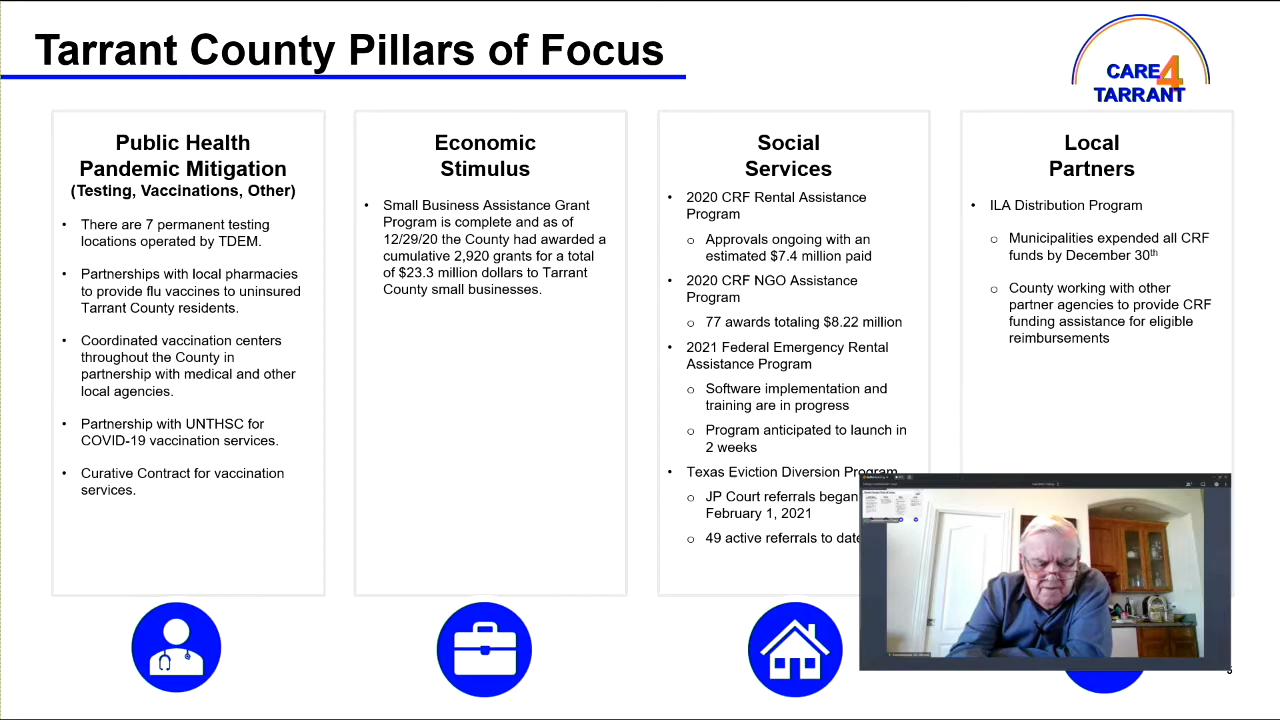 Tarrant County Pillars of Focus
CARE4
TARRANT
Public Health
Pandemic Mitigation
(Testing, Vaccinations, Other)
• There are 7 permanent testing
locations operated by TDEM.
• Partnerships with local pharmacies
to provide flu vaccines to uninsured
Tarrant County residents.
• Coordinated vaccination centers
throughout the County in
partnership with medical and other
local agencies.
• Partnership with UNTHSC for
COVID-19 vaccination services.
• Curative Contract for vaccination
services.
Economic
Stimulus
• Small Business Assistance Grant
Program is complete and as of
12/29/20 the County had awarded a
cumulative 2,920 grants for a total
of $23.3 million dollars to Tarrant
County small businesses.
Social
Services
• 2020 CRF Rental Assistance
Program
o Approvals ongoing with an
estimated $7.4 million paid
• 2020 CRF NGO Assistance
Program
o 77 awards totaling $8.22 million
• 2021 Federal Emergency Rental
Assistance Program
o Software implementation and
training are in progress
o Program anticipated to launch in
2 weeks
• Texas Eviction Diversion Program
o JP Court referrals began
February 1, 2021
o 49 active referrals to date
Local
Partners
• ILA Distribution Program
o Municipalities expended all CRF
funds by December 30th
o County working with other
partner agencies to provide CRF
funding assistance for eligible
reimbursements